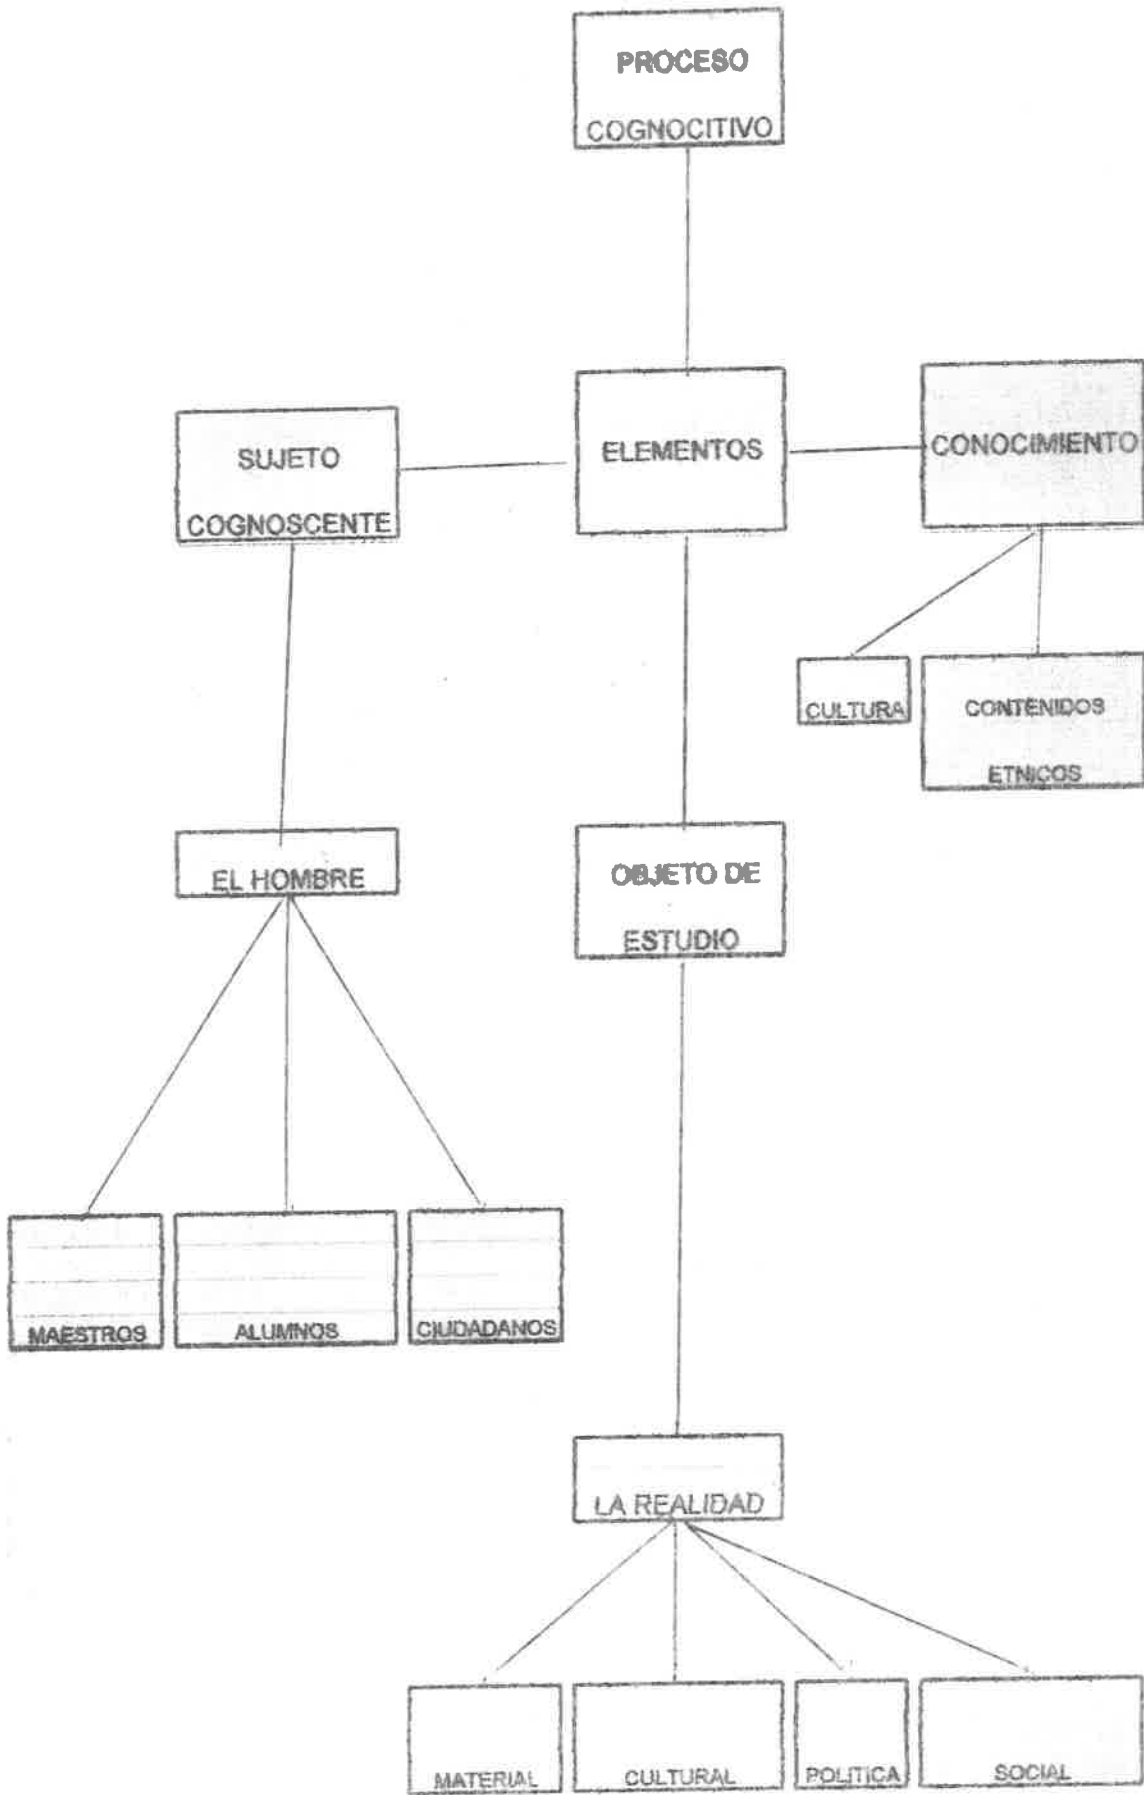 PROCESO
COGNOCITIVO
SUJETO
COGNOSCENTE
ELEMENTOS
CONOCIMIENTO
CULTURA
CONTENIDOS
ETNICOS
EL HOMBRE
OBJETO DE
ESTUDIO
MAESTROS
ALUMNOS
CIUDADANOS
LA REALIDAD
MATERIAL
CULTURAL
POLITICA
SOCIAL